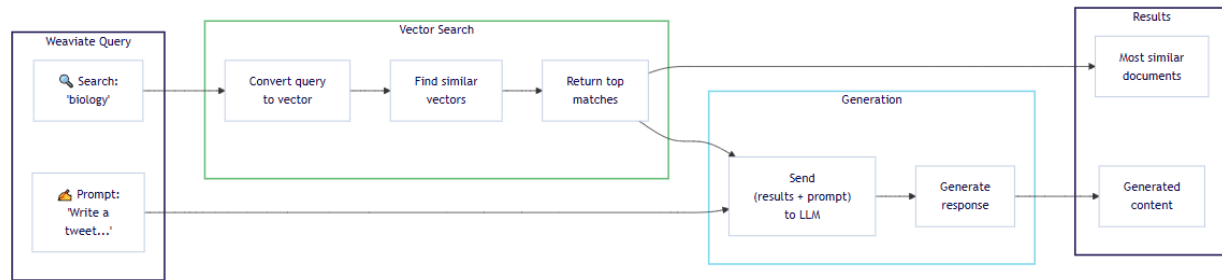 Weaviate Query
🔍 Search:
'biology'
✍ Prompt:
'Write a
tweet...'
Vector Search
Convert query
to vector
Find similar
vectors
Return top
matches
Generation
Send
(results + prompt)
to LLM
Generate
response
Results
Most similar
documents
Generated
content